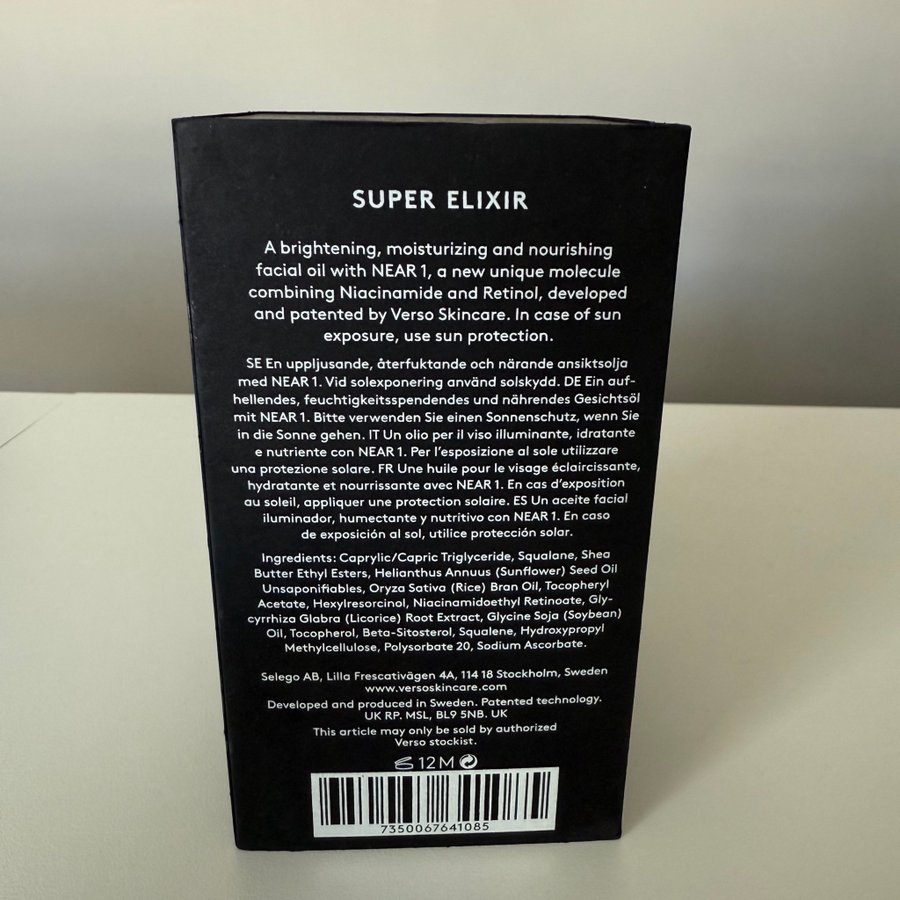 SUPER ELIXIR
A brightening, moisturizing and nourishing
facial oil with NEAR 1, a new unique molecule
combining Niacinamide and Retinol, developed
and patented by Verso Skincare. In case of sun
exposure, use sun protection.
SE En uppljusande, återfuktande och närande ansiktsolja
med NEAR 1. Vid solexponering använd solskydd. DE Ein auf-
hellendes, feuchtigkeitsspendendes und nährendes Gesichtsöl
mit NEAR 1. Bitte verwenden Sie einen Sonnenschutz, wenn Sie
in die Sonne gehen. IT Un olio per il viso illuminante, idratante
e nutriente con NEAR 1. Per l’esposizione al sole utilizzare
una protezione solare. FR Une huile pour le visage éclaircissante,
hydratante et nourrissante avec NEAR 1. En cas d’exposition
au soleil, appliquer une protection solaire. ES Un aceite facial
iluminador, humectante y nutritivo con NEAR 1. En caso
de exposición al sol, utilice protección solar.
Ingredients: Caprylic/Capric Triglyceride, Squalane, Shea
Butter Ethyl Esters, Helianthus Annuus (Sunflower) Seed Oil
Unsaponifiables, Oryza Sativa (Rice) Bran Oil, Tocopheryl
Acetate, Hexylresorcinol, Niacinamidoethyl Retinoate, Gly-
cyrrhiza Glabra (Licorice) Root Extract, Glycine Soja (Soybean)
Oil, Tocopherol, Beta-Sitosterol, Squalene, Hydroxypropyl
Methylcellulose, Polysorbate 20, Sodium Ascorbate.
Selego AB, Lilla Frescativägen 4A, 114 18 Stockholm, Sweden
www.versoskincare.com
Developed and produced in Sweden. Patented technology.
UK RP. MSL, BL9 5NB. UK
This article may only be sold by authorized
Verso stockist.
12M
7350067641085